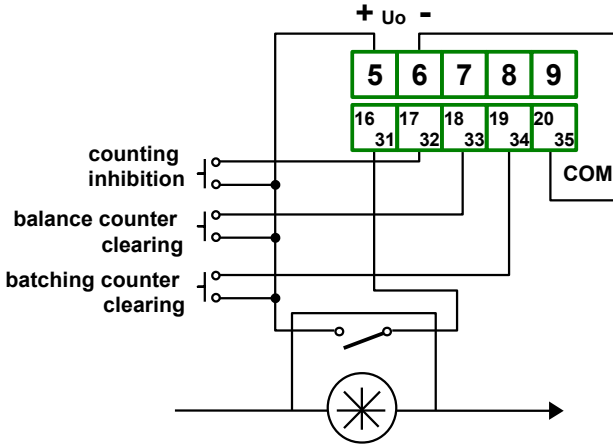 + Uo -
5 6 7 8 9
16 17 18 19 20
31 32 33 34 35
COM
counting
inhibition
balance counter
clearing
batching counter
clearing